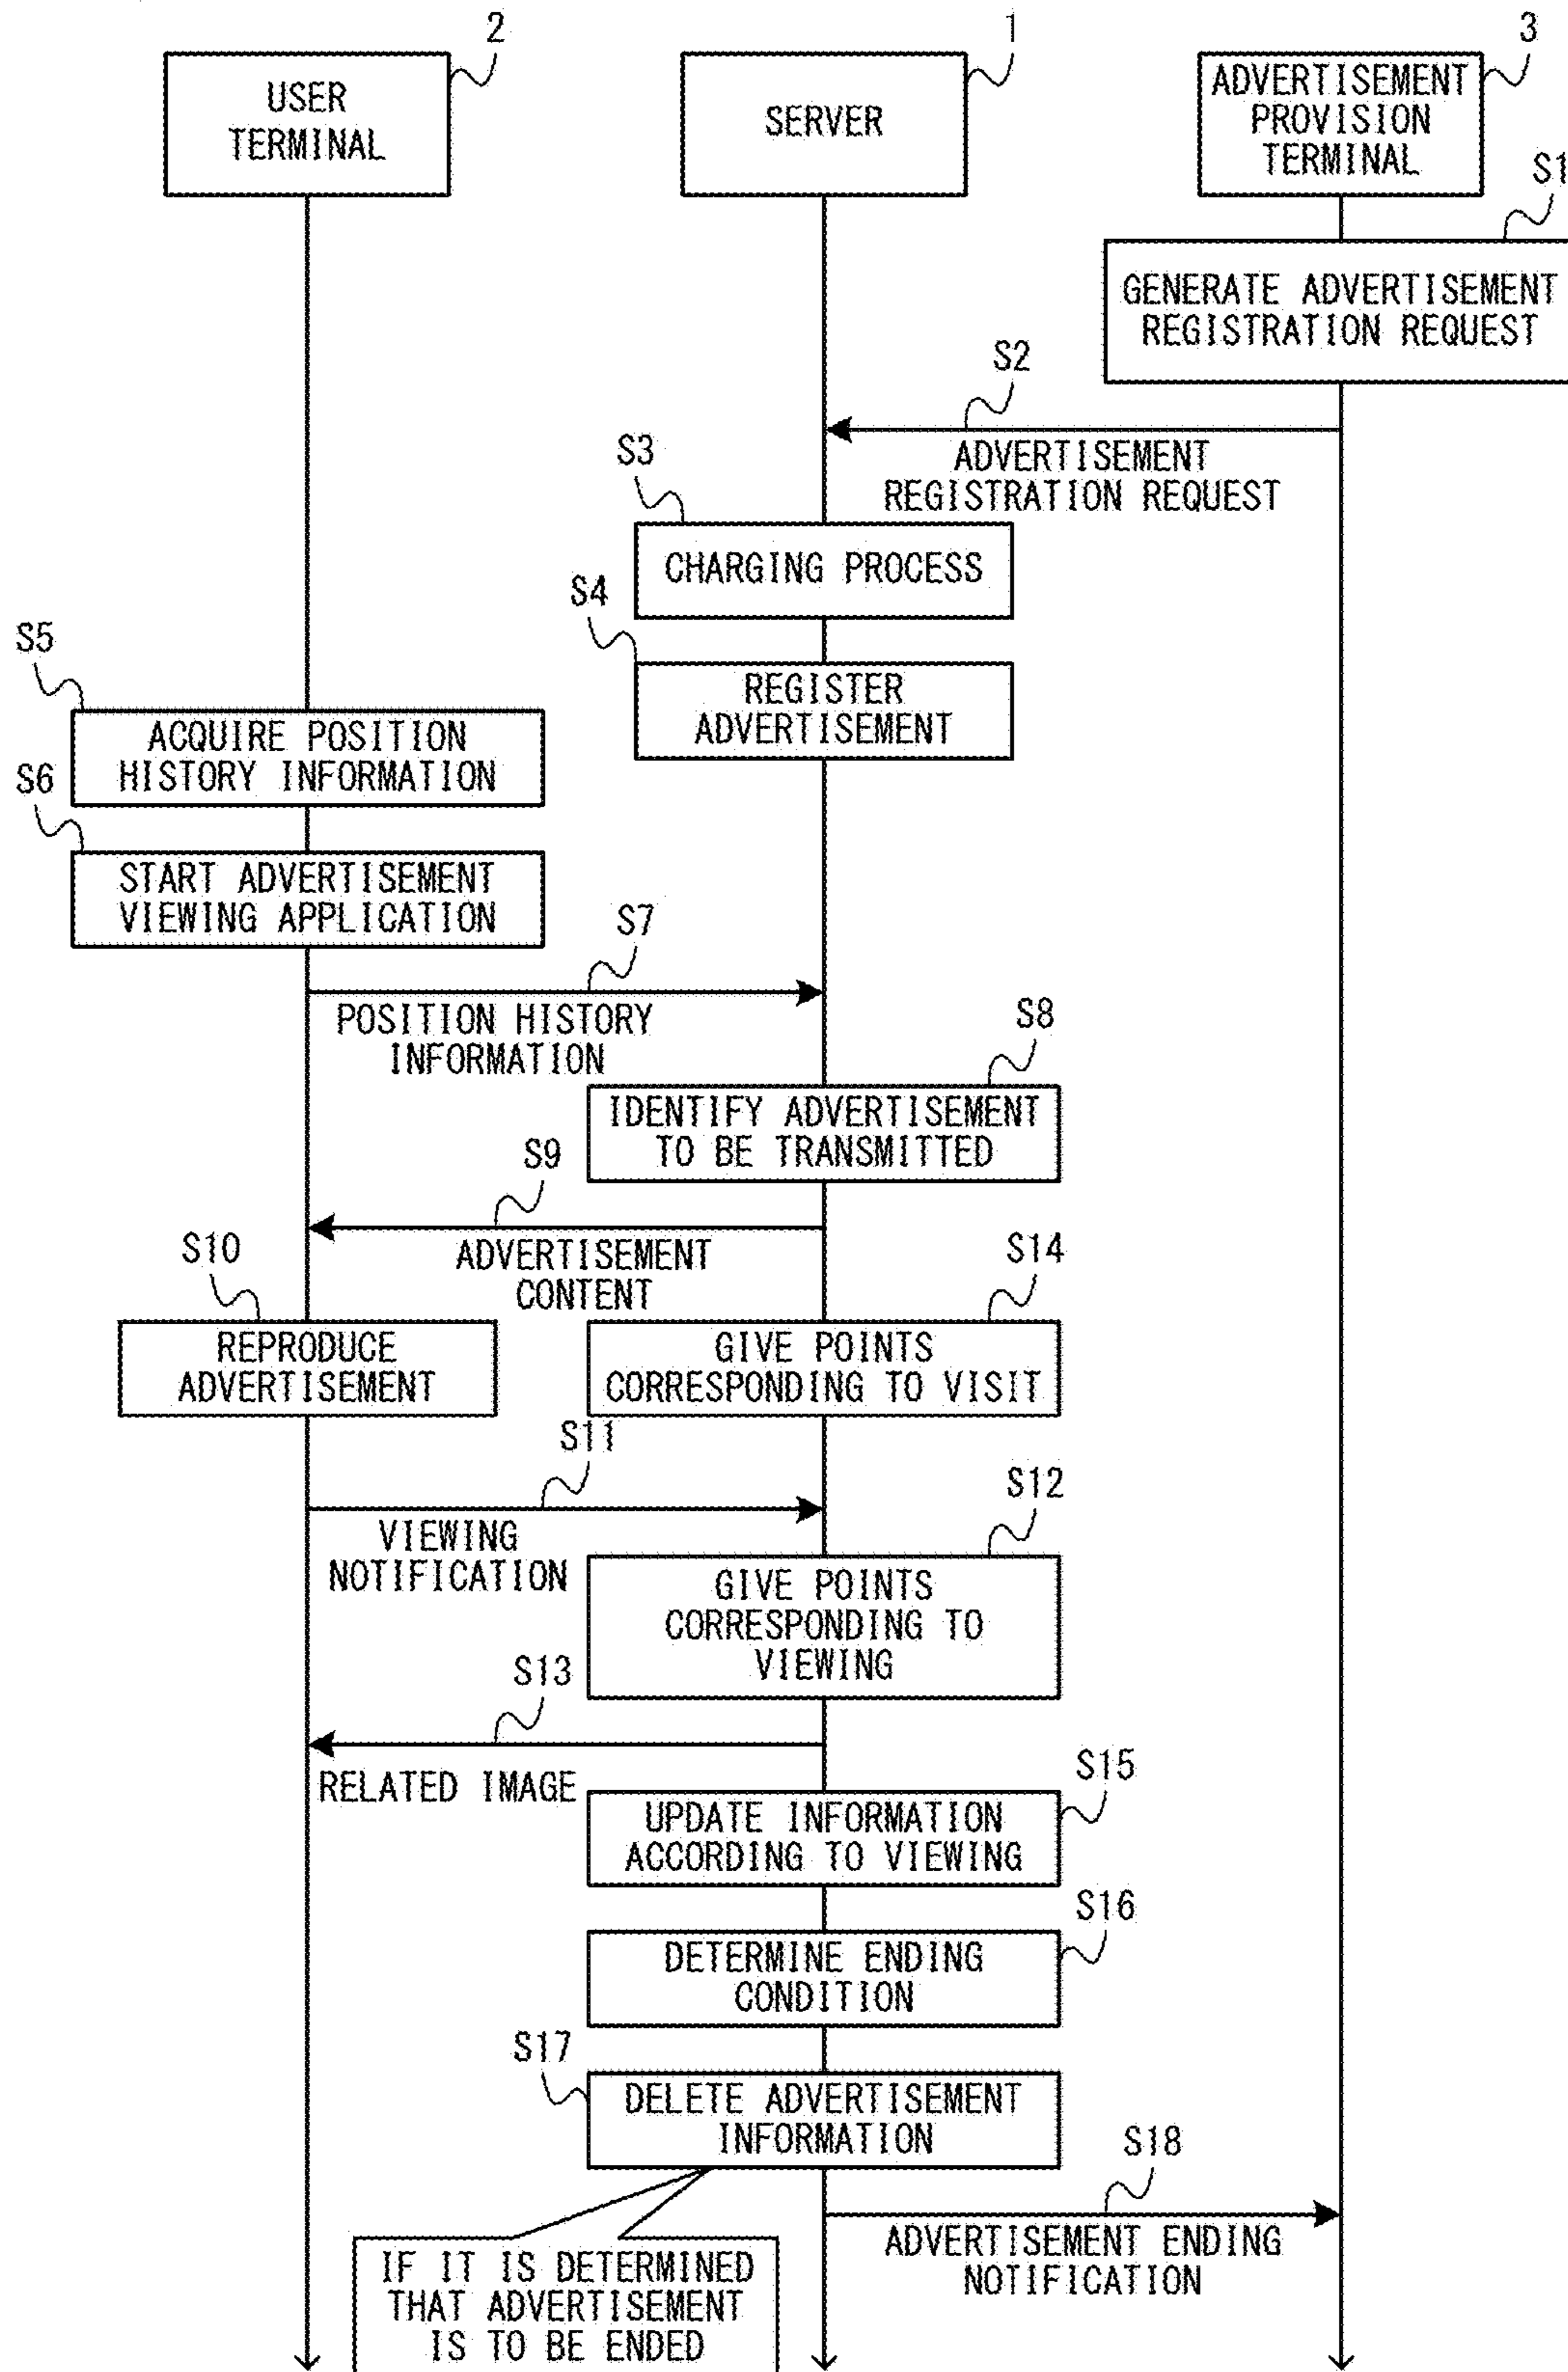 2
1
3
USER
TERMINAL
SERVER
ADVERTISEMENT
PROVISION
TERMINAL
S1
GENERATE ADVERTISEMENT
REGISTRATION REQUEST
S2
ADVERTISEMENT
REGISTRATION REQUEST
S3
CHARGING PROCESS
S4
REGISTER
ADVERTISEMENT
S5
ACQUIRE POSITION
HISTORY INFORMATION
S6
START ADVERTISEMENT
VIEWING APPLICATION
S7
POSITION HISTORY
INFORMATION
S8
IDENTIFY ADVERTISEMENT
TO BE TRANSMITTED
S9
ADVERTISEMENT
CONTENT
S10
REPRODUCE
ADVERTISEMENT
S14
GIVE POINTS
CORRESPONDING TO VISIT
S11
VIEWING
NOTIFICATION
S12
GIVE POINTS
CORRESPONDING TO
VIEWING
S13
RELATED IMAGE
S15
UPDATE INFORMATION
ACCORDING TO VIEWING
S16
DETERMINE ENDING
CONDITION
S17
DELETE ADVERTISEMENT
INFORMATION
S18
ADVERTISEMENT ENDING
NOTIFICATION
IF IT IS DETERMINED
THAT ADVERTISEMENT
IS TO BE ENDED